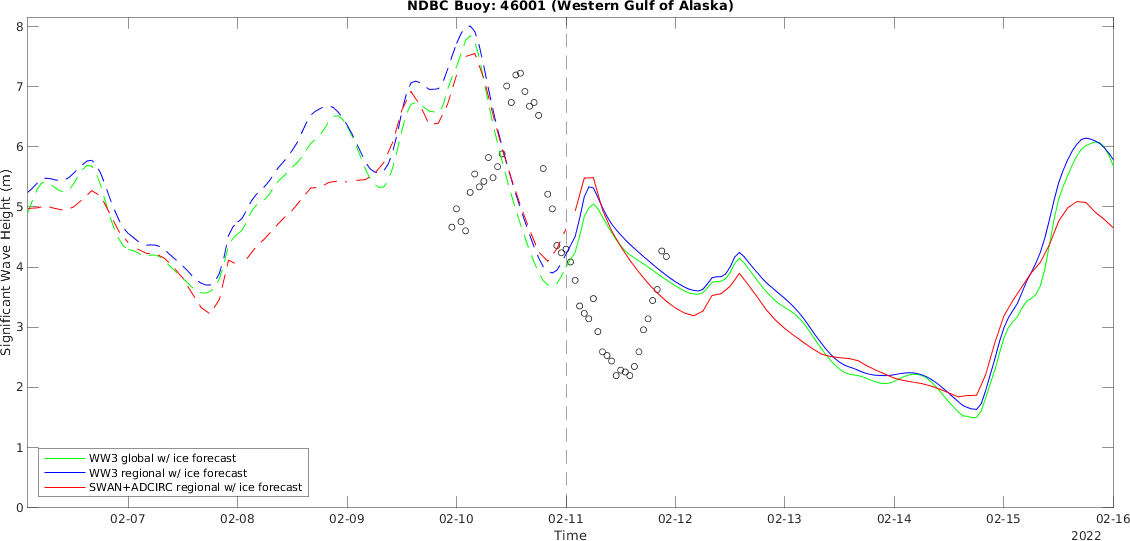 NDBC Buoy: 46001 (Western Gulf of Alaska)
8
7
6
5
4
3
2
1
0
Significant Wave Height (m)
WW3 global w/ ice forecast
WW3 regional w/ ice forecast
SWAN+ADCIRC regional w/ ice forecast
02-07 02-08 02-09 02-10 02-11 02-12 02-13 02-14 02-15 02-16
Time
2022